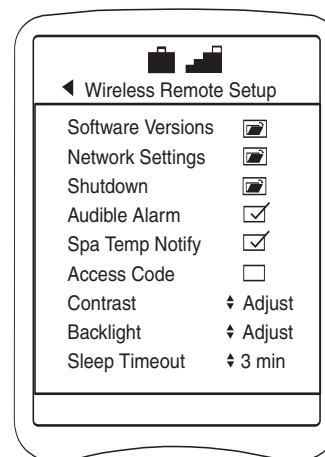 Wireless Remote Setup
Software Versions
Network Settings
Shutdown
Audible Alarm
Spa Temp Notify
Access Code
Contrast Adjust
Backlight Adjust
Sleep Timeout 3 min